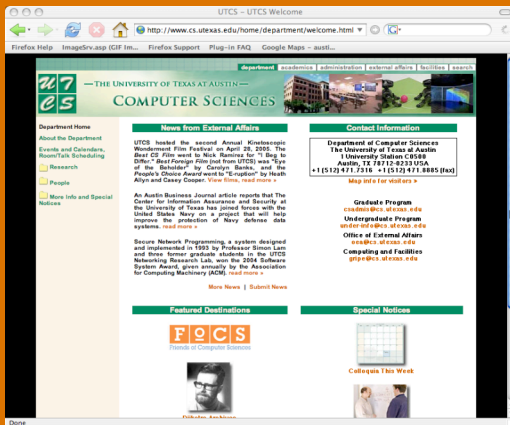 UTCS - UTCS Welcome
http://www.cs.utexas.edu/home/department/welcome.html
Firefox Help ImageSrv.asp (GIF Im... Firefox Support Plug-in FAQ Google Maps - austi...
department academics administration external affairs facilities search
UT
CS
THE UNIVERSITY OF TEXAS AT AUSTIN
COMPUTER SCIENCES
Department Home
About the Department
Events and Calendars,
Room/Talk Scheduling
Research
People
More Info and Special
Notices
News from External Affairs
UTCS hosted the second Annual Kinetoscopic
Wonderment Film Festival on April 28, 2005. The
Best CS Film went to Nick Ramirez for "I Beg to
Differ." Best Foreign Film (not from UTCS) was "Eye
of the Beholder" by Carolyn Banks, and the
People's Choice Award went to "E-ruption" by Heath
Allyn and Casey Cooper. View films, read more »
An Austin Business Journal article reports that The
Center for Information Assurance and Security at
the University of Texas has joined forces with the
United States Navy on a project that will help
improve the protection of Navy defense data
systems. read more »
Secure Network Programming, a system designed
and implemented in 1993 by Professor Simon Lam
and three former graduate students in the UTCS
Networking Research Lab, won the 2004 Software
System Award, given annually by the Association
for Computing Machinery (ACM). read more »
More News | Submit News
Contact Information
Department of Computer Sciences
The University of Texas at Austin
1 University Station C0500
Austin, TX 78712-0233 USA
+1 (512) 471.7316 +1 (512) 471.8885 (fax)
Map info for visitors »
Graduate Program
csadmis@cs.utexas.edu
Undergraduate Program
under-info@cs.utexas.edu
Office of External Affairs
oea@cs.utexas.edu
Computing and Facilities
gripe@cs.utexas.edu
Featured Destinations
FOCS
Friends of Computer Sciences
Dijkstra Archives
Special Notices
Colloquia This Week
Done